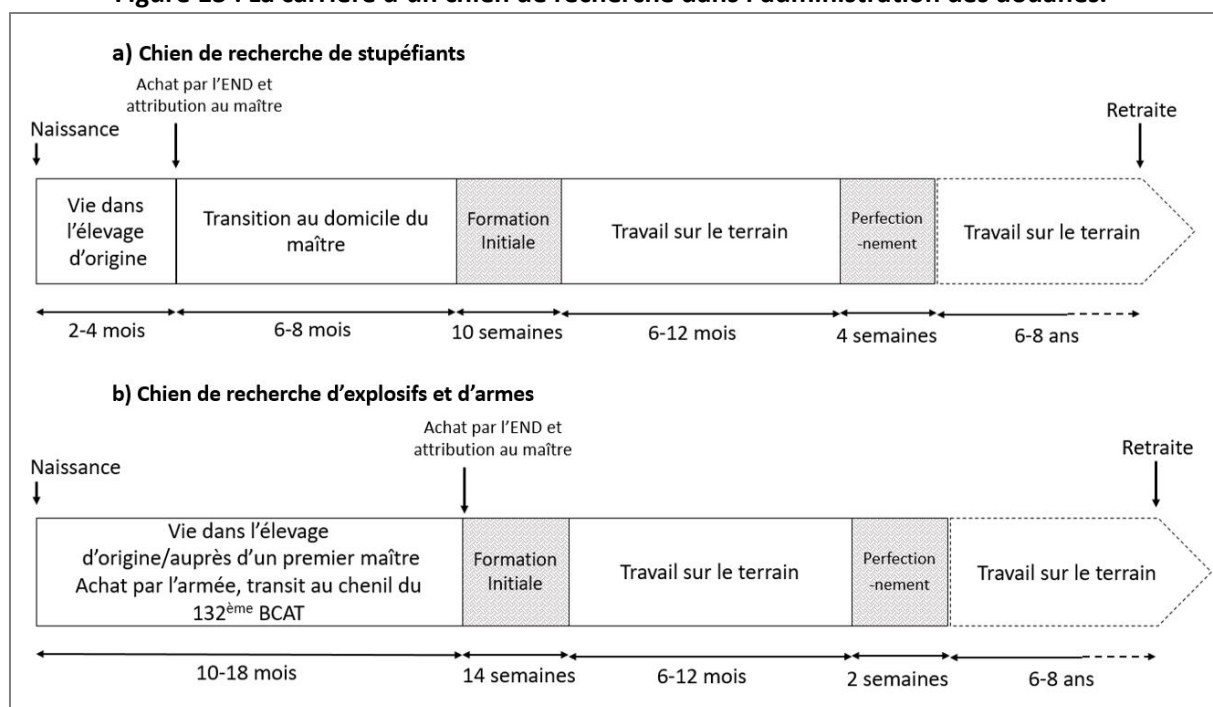 Figure 13 : La carrière d'un chien de recherche dans l'administration des douanes.
a) Chien de recherche de stupéfiants
Achat par l'END et
attribution au maître
Naissance
Retraite
Vie dans
l'élevage
d'origine
Transition au domicile du
maître
Formation
Initiale
Travail sur le terrain
Perfection
-nement
Travail sur le terrain
2-4 mois
6-8 mois
10 semaines
6-12 mois
4 semaines
6-8 ans
b) Chien de recherche d'explosifs et d'armes
Achat par l'END et
attribution au maître
Naissance
Retraite
Vie dans l'élevage
d'origine/auprès d'un premier maître
Achat par l'armée, transit au chenil du
132ème BCAT
Formation
Initiale
Travail sur le terrain
Perfection
-nement
Travail sur le terrain
10-18 mois
14 semaines
6-12 mois
2 semaines
6-8 ans